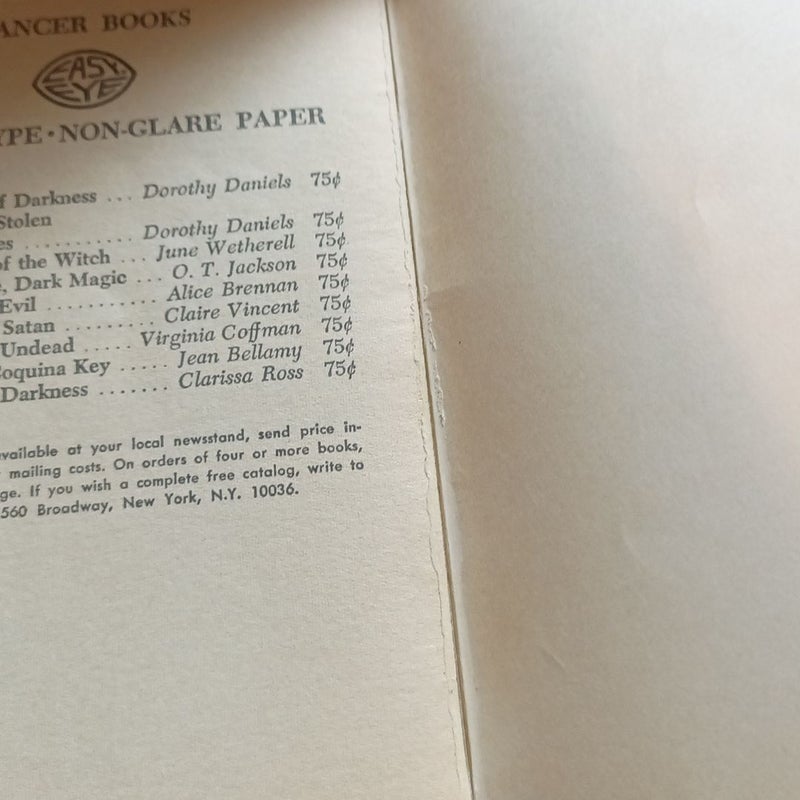 ANCER BOOKS
EASY EYE
YPE • NON-GLARE PAPER
f Darkness ... Dorothy Daniels 75¢
Stolen
es ........... Dorothy Daniels 75¢
of the Witch ... June Wetherell 75¢
, Dark Magic ... O. T. Jackson 75¢
Evil ........... Alice Brennan 75¢
Satan ......... Claire Vincent 75¢
Undead ..... Virginia Coffman 75¢
oquina Key ..... Jean Bellamy 75¢
Darkness ....... Clarissa Ross 75¢
vailable at your local newsstand, send price in-
mailing costs. On orders of four or more books,
ge. If you wish a complete free catalog, write to
560 Broadway, New York, N.Y. 10036.